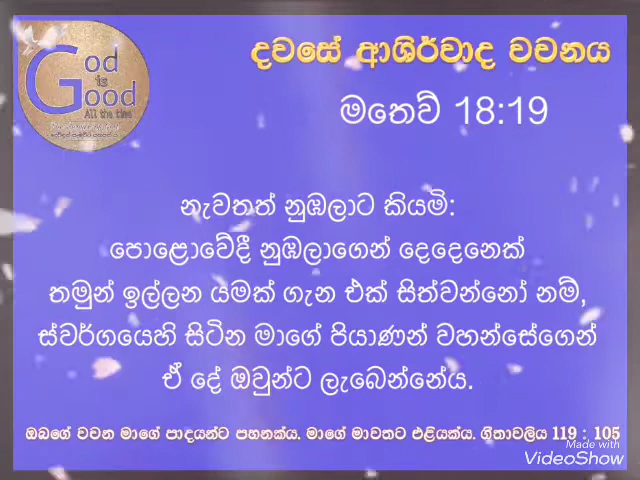 God
is
Good
All the time
දවසේ ආශිර්වාද වචනය
මතෙව් 18:19
නැවතත් නුඹලාට කියමි:
පොළොවේදී නුඹලාගෙන් දෙදෙනෙක්
තමුන් ඉල්ලන යමක් ගැන එක් සිත්වන්නෝ නම්,
ස්වර්ගයෙහි සිටින මාගේ පියාණන් වහන්සේගෙන්
ඒ දේ ඔවුන්ට ලැබෙන්නේය.
ඔබගේ වචන මාගේ පාදයන්ට පහනක්ය. මාගේ මාවතට එළියක්ය. ගීතාවලිය 119 : 105
Made with
VideoShow